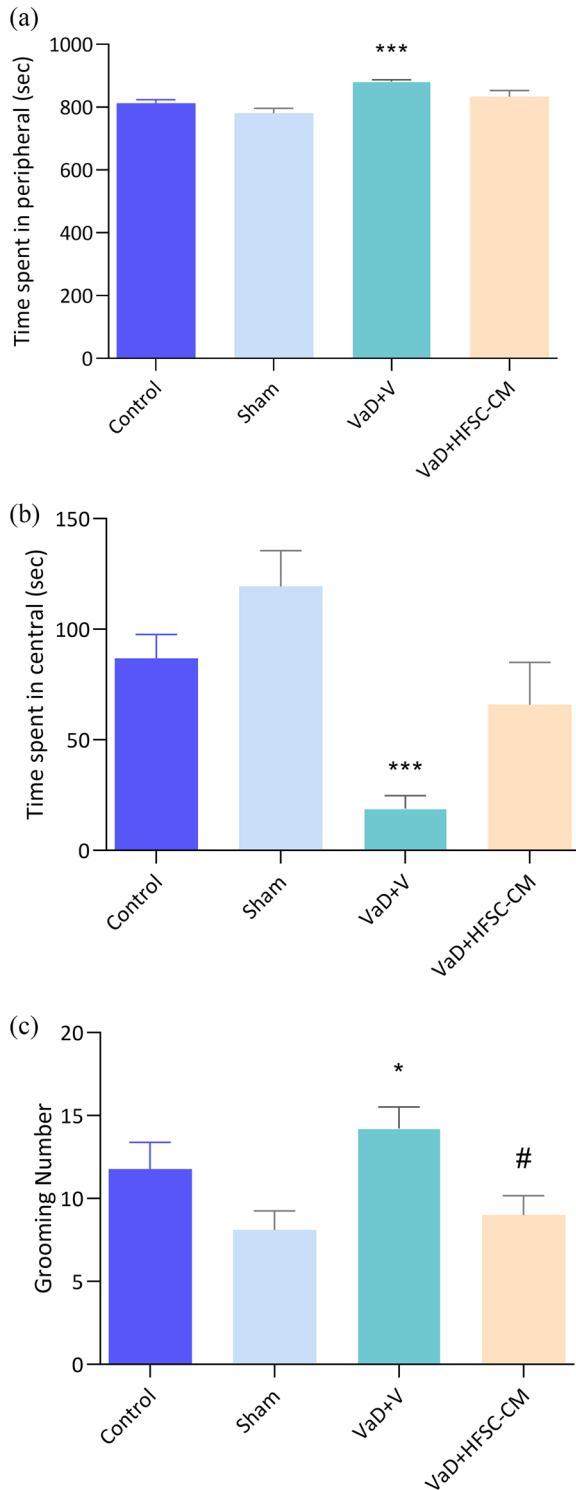 (a)
Time spent in peripheral (sec)
1000
800
600
400
200
0
***
Control
Sham
VaD+V
VaD+HFSC-CM
(b)
Time spent in central (sec)
150
100
50
0
***
Control
Sham
VaD+V
VaD+HFSC-CM
(c)
Grooming Number
20
15
10
5
0
*
#
Control
Sham
VaD+V
VaD+HFSC-CM